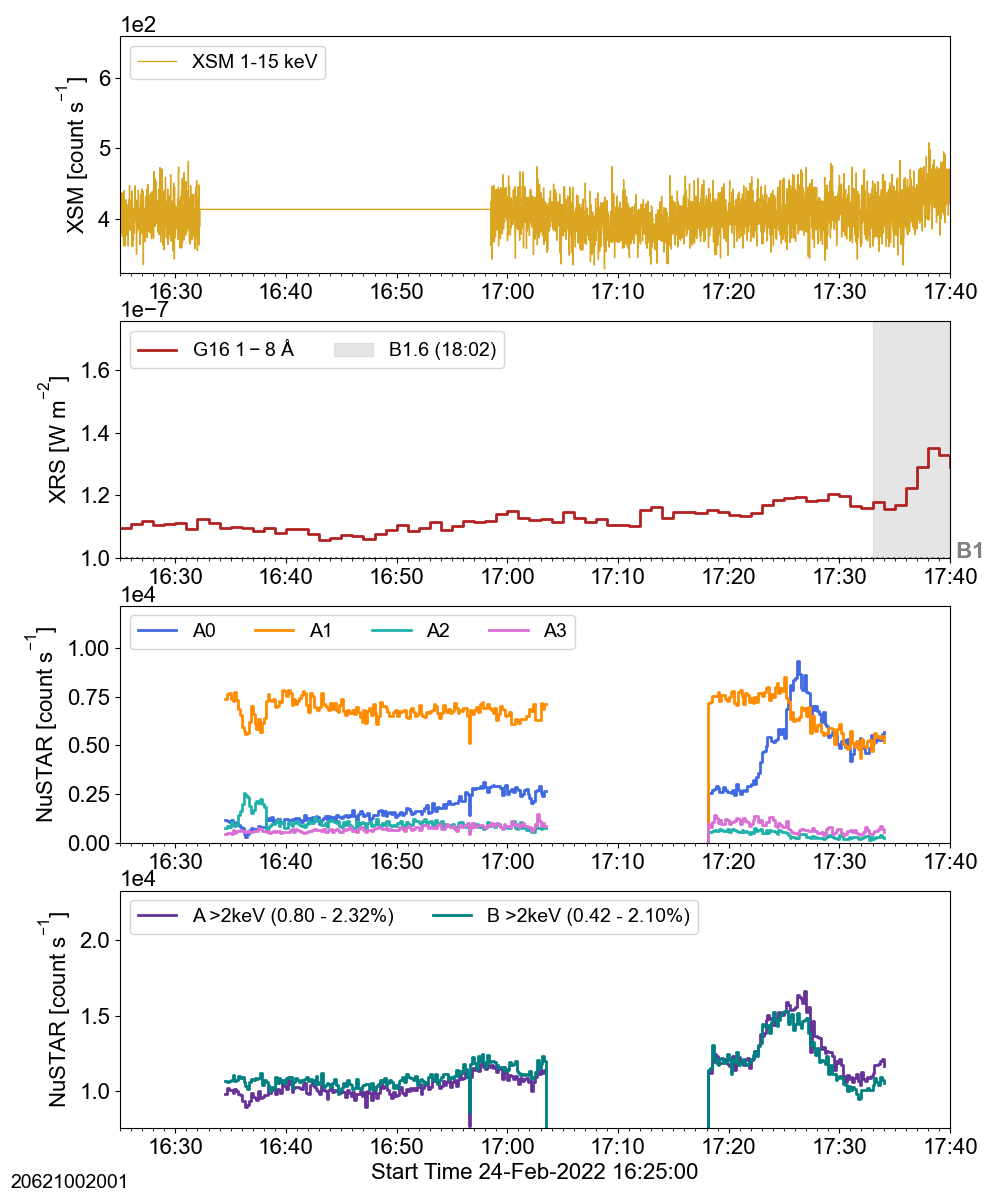 1e2
XSM 1-15 keV
6
5
4
XSM [count s⁻¹]
16:30 16:40 16:50 17:00 17:10 17:20 17:30 17:40
1e−7
G16 1 − 8 Å B1.6 (18:02)
1.6
1.4
1.2
1.0
XRS [W m⁻²]
B1
16:30 16:40 16:50 17:00 17:10 17:20 17:30 17:40
1e4
A0 A1 A2 A3
1.00
0.75
0.50
0.25
0.00
NuSTAR [count s⁻¹]
16:30 16:40 16:50 17:00 17:10 17:20 17:30 17:40
1e4
A >2keV (0.80 - 2.32%) B >2keV (0.42 - 2.10%)
2.0
1.5
1.0
NuSTAR [count s⁻¹]
16:30 16:40 16:50 17:00 17:10 17:20 17:30 17:40
Start Time 24-Feb-2022 16:25:00
20621002001